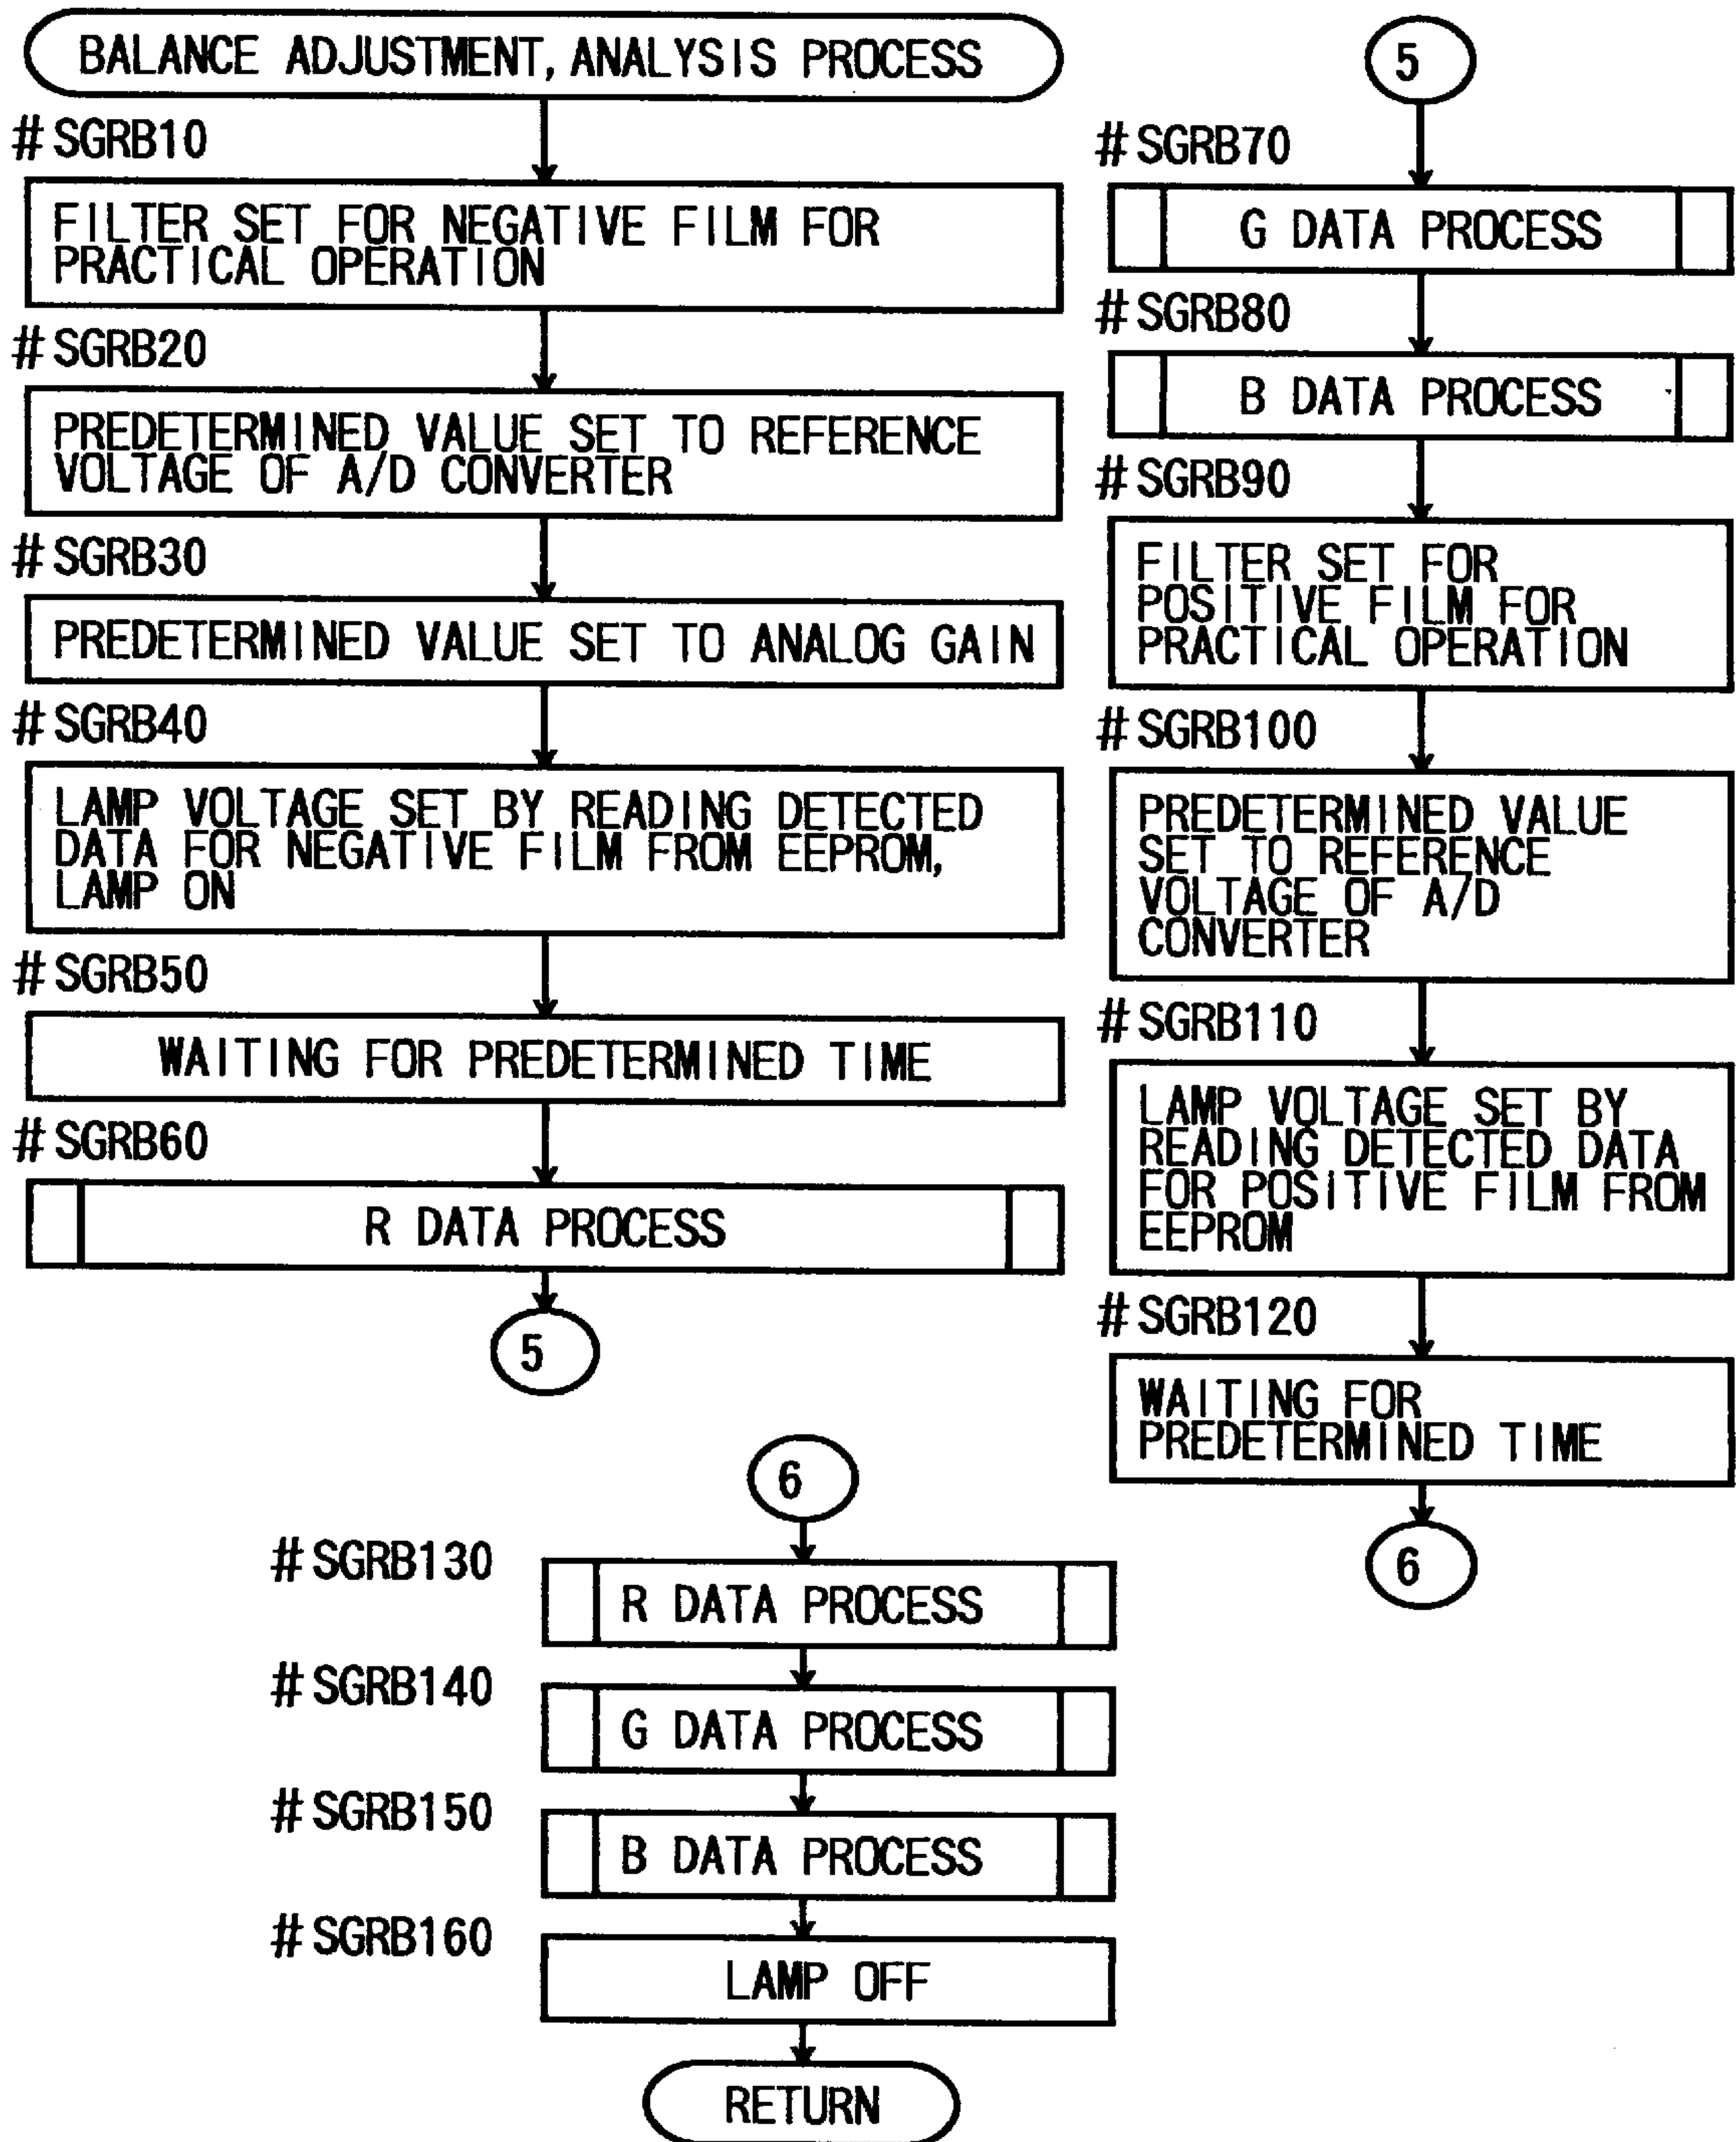 BALANCE ADJUSTMENT, ANALYSIS PROCESS
#SGRB10
FILTER SET FOR NEGATIVE FILM FOR
PRACTICAL OPERATION
#SGRB20
PREDETERMINED VALUE SET TO REFERENCE
VOLTAGE OF A/D CONVERTER
#SGRB30
PREDETERMINED VALUE SET TO ANALOG GAIN
#SGRB40
LAMP VOLTAGE SET BY READING DETECTED
DATA FOR NEGATIVE FILM FROM EEPROM,
LAMP ON
#SGRB50
WAITING FOR PREDETERMINED TIME
#SGRB60
R DATA PROCESS
5
5
#SGRB70
G DATA PROCESS
#SGRB80
B DATA PROCESS
#SGRB90
FILTER SET FOR
POSITIVE FILM FOR
PRACTICAL OPERATION
#SGRB100
PREDETERMINED VALUE
SET TO REFERENCE
VOLTAGE OF A/D
CONVERTER
#SGRB110
LAMP VOLTAGE SET BY
READING DETECTED DATA
FOR POSITIVE FILM FROM
EEPROM
#SGRB120
WAITING FOR
PREDETERMINED TIME
6
6
#SGRB130
R DATA PROCESS
#SGRB140
G DATA PROCESS
#SGRB150
B DATA PROCESS
#SGRB160
LAMP OFF
RETURN